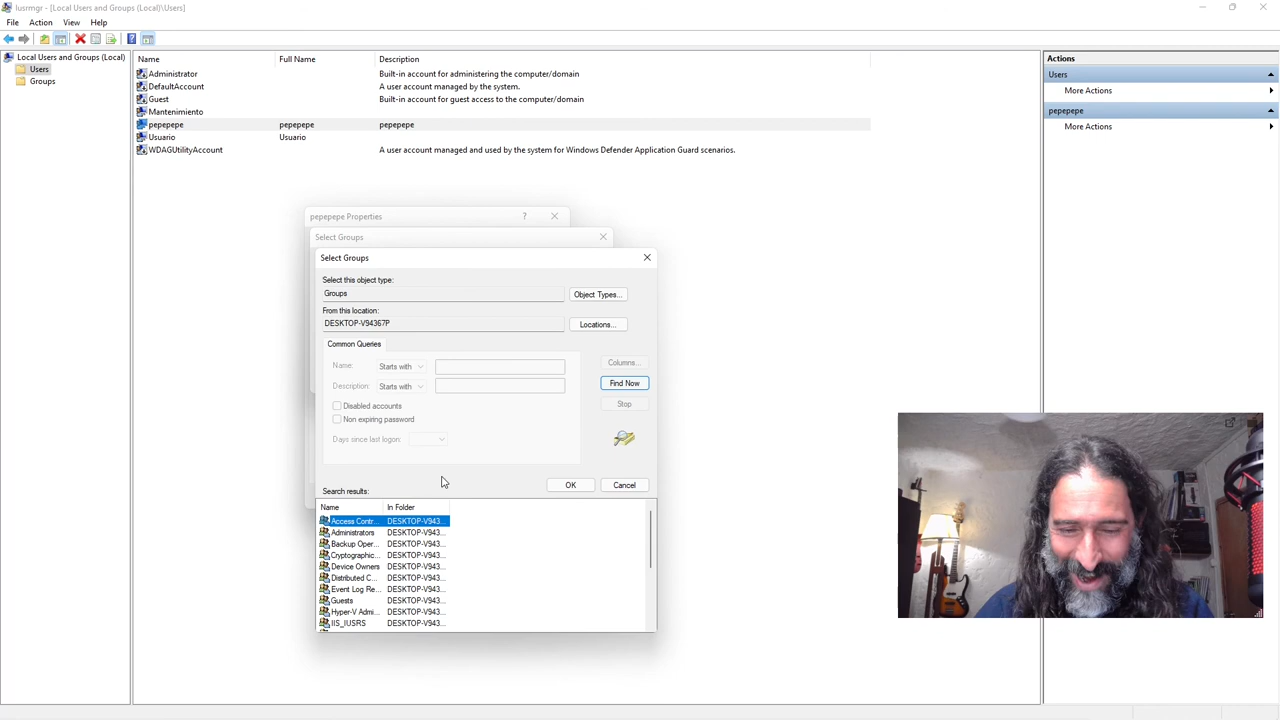 lusrmgr - [Local Users and Groups (Local)\Users]
File Action View Help
Local Users and Groups (Local)
Users
Groups
Name Full Name Description
Administrator Built-in account for administering the computer/domain
DefaultAccount A user account managed by the system.
Guest Built-in account for guest access to the computer/domain
Mantenimiento
pepepepe pepepepe pepepepe
Usuario Usuario
WDAGUtilityAccount A user account managed and used by the system for Windows Defender Application Guard scenarios.
Actions
Users
More Actions
pepepepe
More Actions
pepepepe Properties
Select Groups
Select Groups
Select this object type:
Groups Object Types...
From this location:
DESKTOP-V94367P Locations...
Common Queries
Name: Starts with Columns...
Description: Starts with Find Now
Disabled accounts Stop
Non expiring password
Days since last logon:
Search results: OK Cancel
Name In Folder
Access Contr... DESKTOP-V943...
Administrators DESKTOP-V943...
Backup Oper... DESKTOP-V943...
Cryptographic... DESKTOP-V943...
Device Owners DESKTOP-V943...
Distributed C... DESKTOP-V943...
Event Log Re... DESKTOP-V943...
Guests DESKTOP-V943...
Hyper-V Admi... DESKTOP-V943...
IIS_IUSRS DESKTOP-V943...